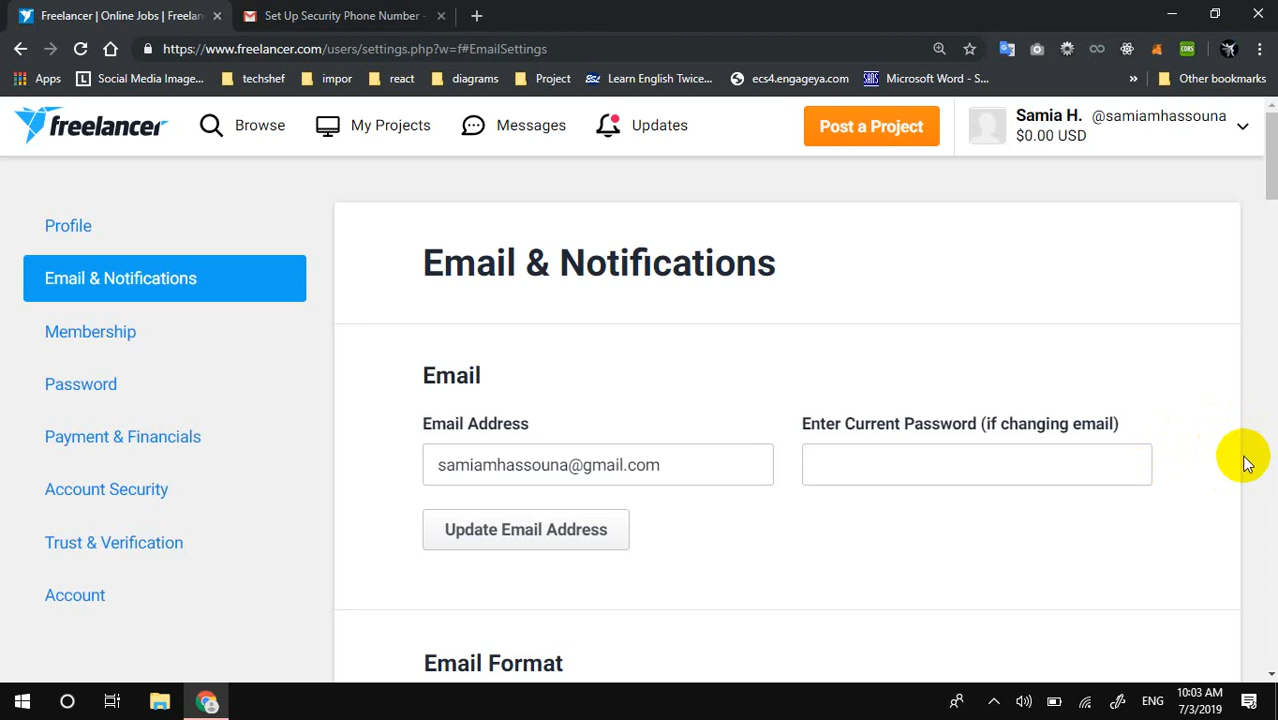 Freelancer | Online Jobs | Freelan
Set Up Security Phone Number -
https://www.freelancer.com/users/settings.php?w=f#EmailSettings
Apps
Social Media Image...
techshef
impor
react
diagrams
Project
Learn English Twice...
ecs4.engageya.com
Microsoft Word - S...
»
Other bookmarks
freelancer
Browse
My Projects
Messages
Updates
Post a Project
Samia H. @samiamhassouna
$0.00 USD
Profile
Email & Notifications
Membership
Password
Payment & Financials
Account Security
Trust & Verification
Account
Email & Notifications
Email
Email Address
Enter Current Password (if changing email)
samiamhassouna@gmail.com
Update Email Address
Email Format
ENG
10:03 AM
7/3/2019